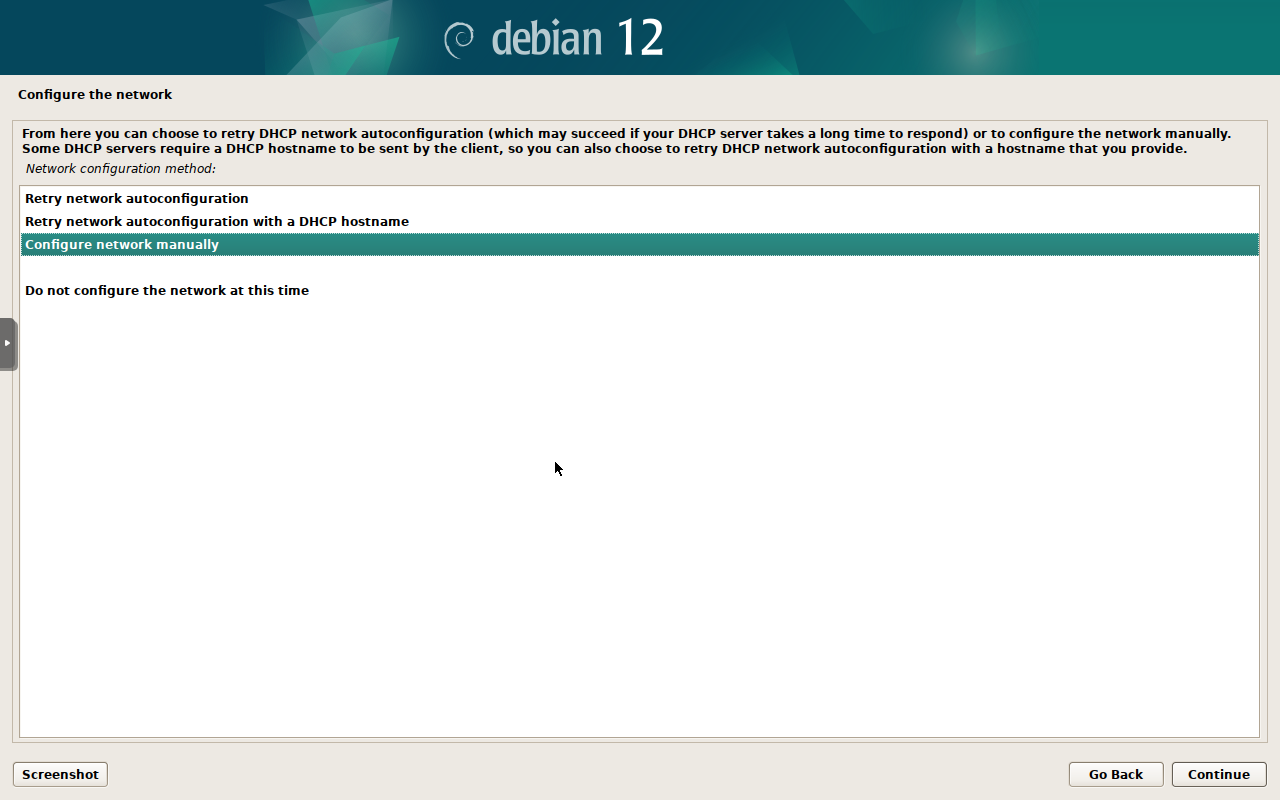 debian 12
Configure the network
From here you can choose to retry DHCP network autoconfiguration (which may succeed if your DHCP server takes a long time to respond) or to configure the network manually.
Some DHCP servers require a DHCP hostname to be sent by the client, so you can also choose to retry DHCP network autoconfiguration with a hostname that you provide.
Network configuration method:
Retry network autoconfiguration
Retry network autoconfiguration with a DHCP hostname
Configure network manually
Do not configure the network at this time
Screenshot
Go Back
Continue